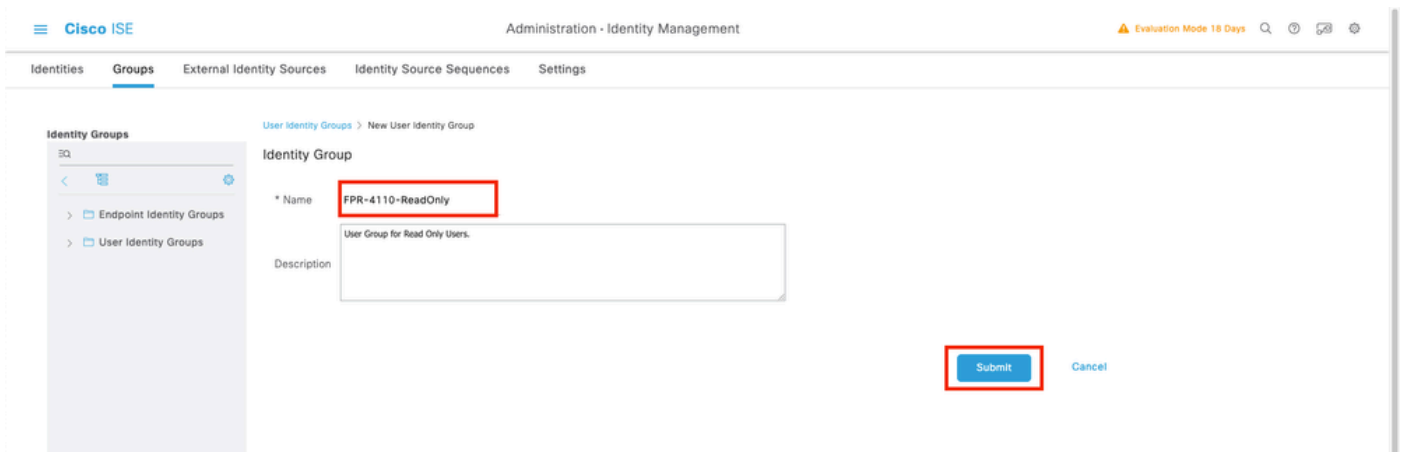 Cisco ISE
Administration · Identity Management
Evaluation Mode 18 Days
Identities Groups External Identity Sources Identity Source Sequences Settings
Identity Groups
Endpoint Identity Groups
User Identity Groups
User Identity Groups > New User Identity Group
Identity Group
* Name FPR-4110-ReadOnly
Description User Group for Read Only Users.
Submit Cancel